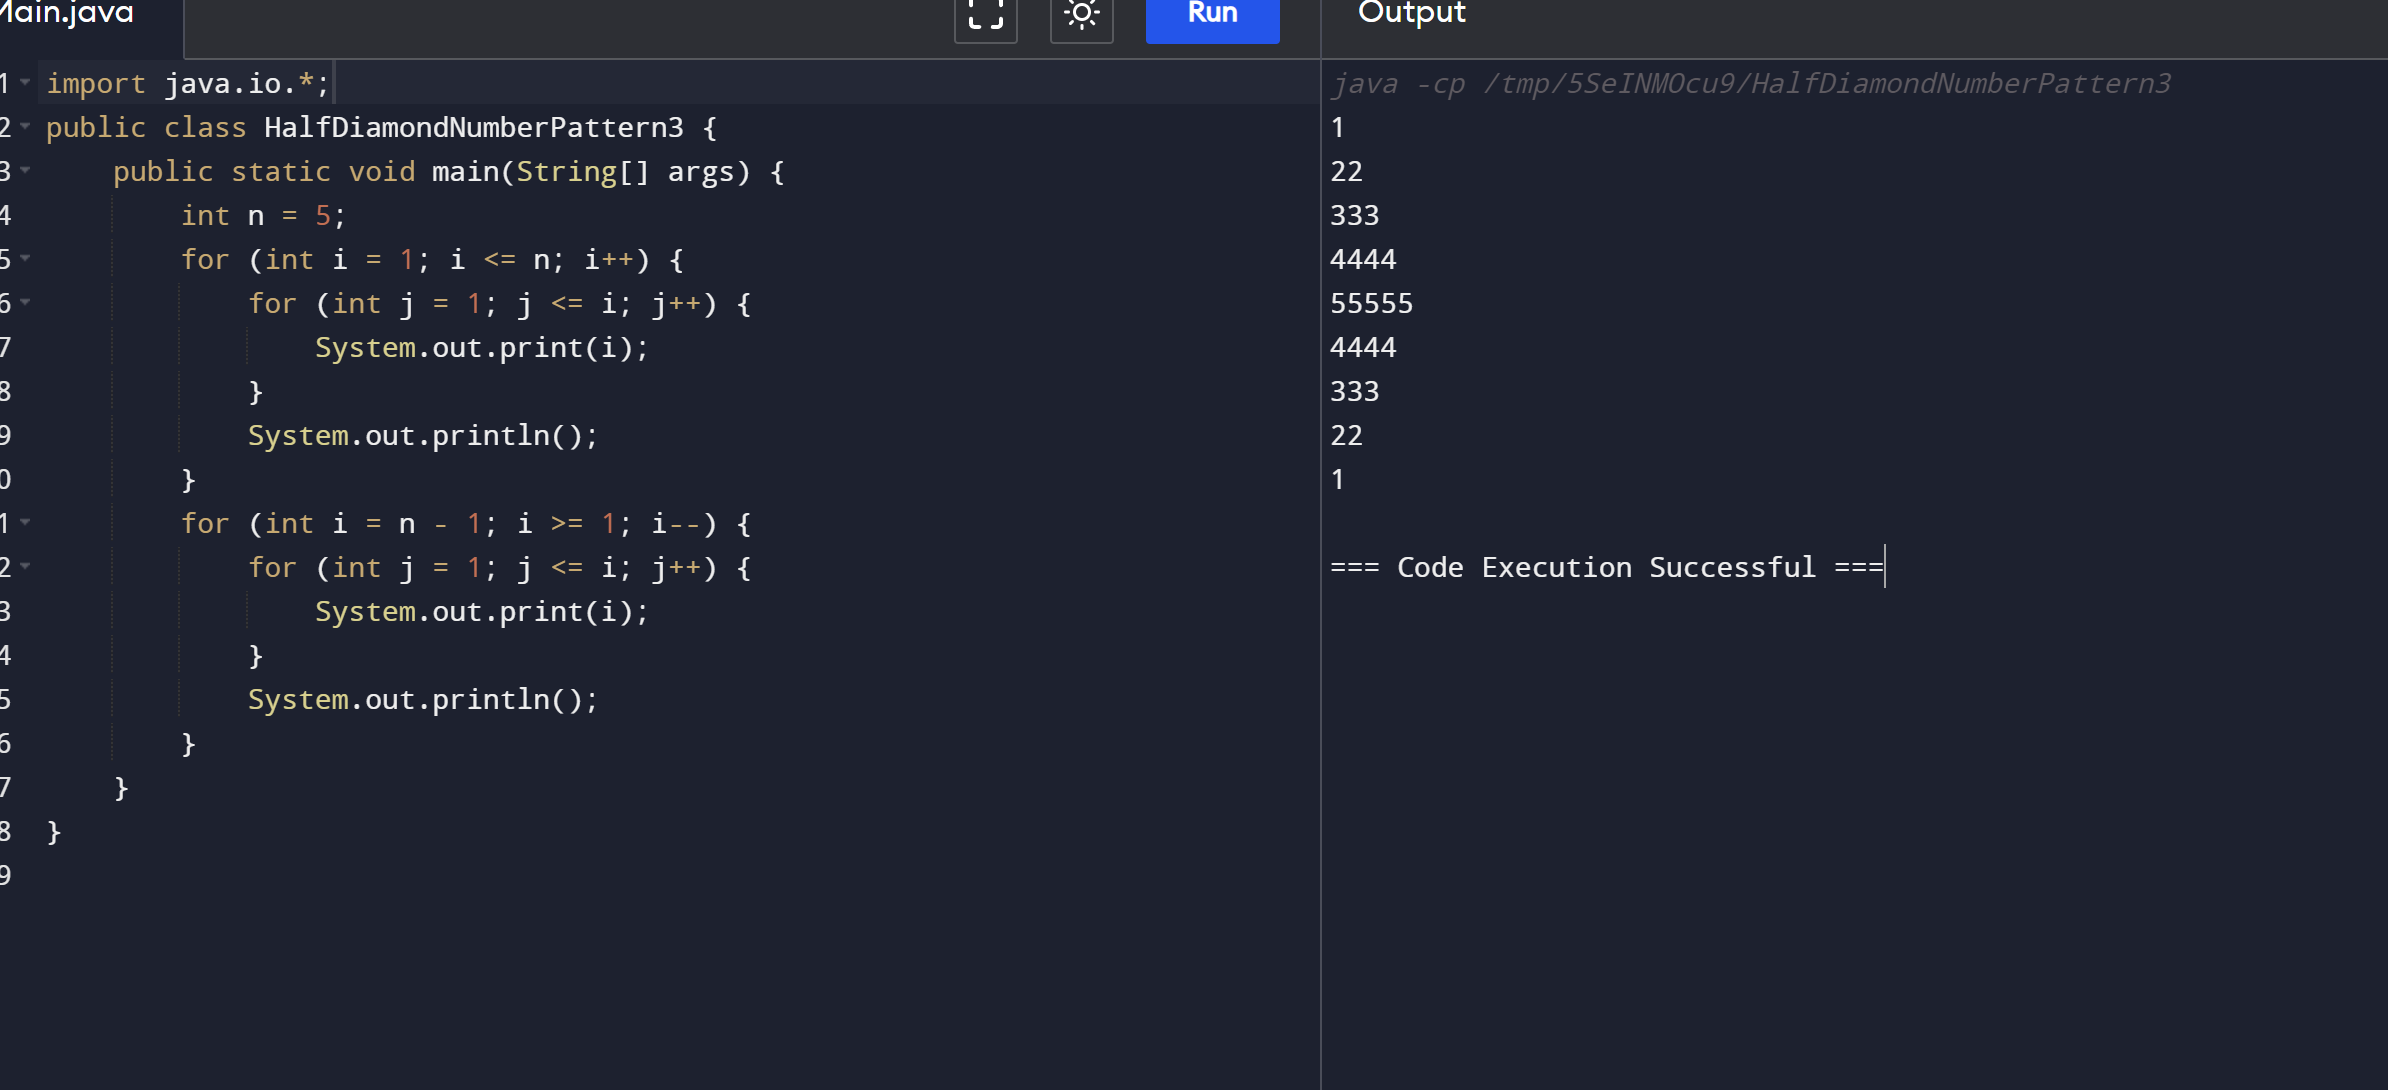 Main.java
Run
Output
1 import java.io.*;
2 public class HalfDiamondNumberPattern3 {
3     public static void main(String[] args) {
4         int n = 5;
5         for (int i = 1; i <= n; i++) {
6             for (int j = 1; j <= i; j++) {
7                 System.out.print(i);
8             }
9             System.out.println();
0         }
1         for (int i = n - 1; i >= 1; i--) {
2             for (int j = 1; j <= i; j++) {
3                 System.out.print(i);
4             }
5             System.out.println();
6         }
7     }
8 }
9
java -cp /tmp/5SeINMOcu9/HalfDiamondNumberPattern3
1
22
333
4444
55555
4444
333
22
1
=== Code Execution Successful ===